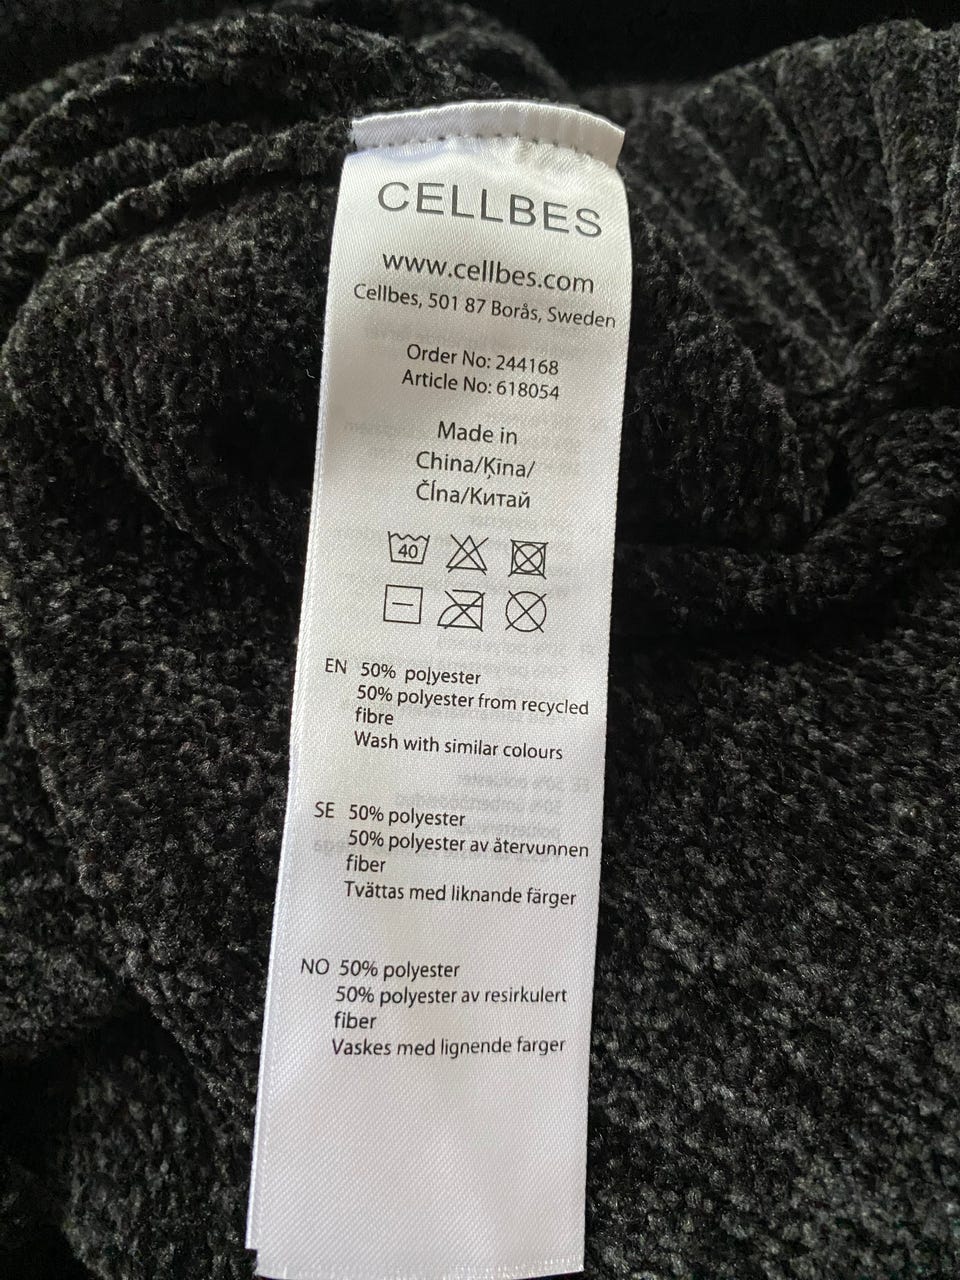 CELLBES
www.cellbes.com
Cellbes, 501 87 Borås, Sweden
Order No: 244168
Article No: 618054
Made in
China/Ķīna/
Čína/Китай
40
EN 50% polyester
50% polyester from recycled
fibre
Wash with similar colours
SE 50% polyester
50% polyester av återvunnen
fiber
Tvättas med liknande färger
NO 50% polyester
50% polyester av resirkulert
fiber
Vaskes med lignende farger